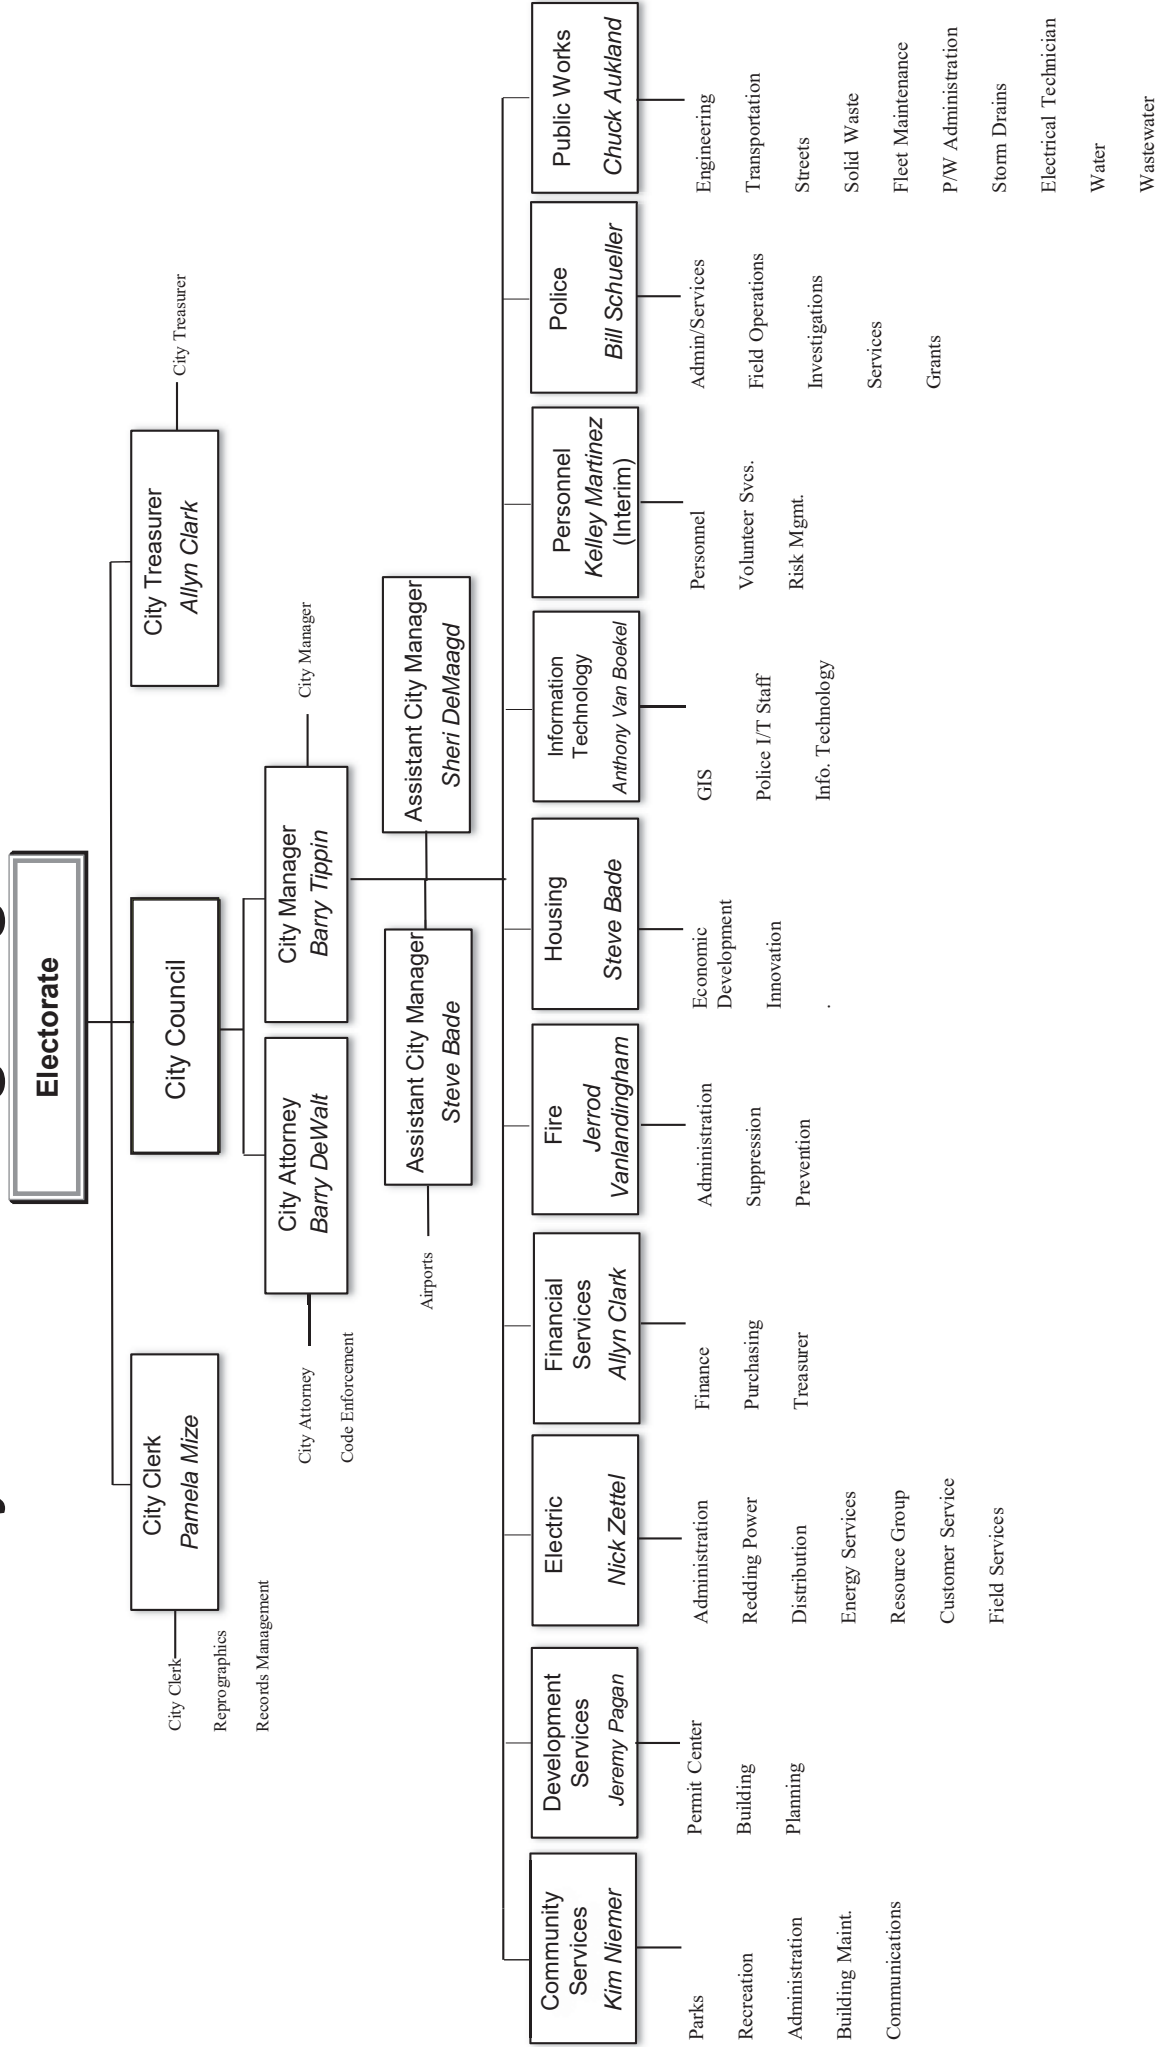 Electorate
City Clerk
Pamela Mize
City Clerk
Reprographics
Records Management
City Council
City Treasurer
Allyn Clark
City Treasurer
City Attorney
Barry DeWalt
City Attorney
Code Enforcement
City Manager
Barry Tippin
City Manager
Assistant City Manager
Steve Bade
Airports
Assistant City Manager
Sheri DeMaagd
Community
Services
Kim Niemer
Parks
Recreation
Administration
Building Maint.
Communications
Development
Services
Jeremy Pagan
Permit Center
Building
Planning
Electric
Nick Zettel
Administration
Redding Power
Distribution
Energy Services
Resource Group
Customer Service
Field Services
Financial
Services
Allyn Clark
Finance
Purchasing
Treasurer
Fire
Jerrod
Vanlandingham
Administration
Suppression
Prevention
Housing
Steve Bade
Economic
Development
Innovation
.
Information
Technology
Anthony Van Boekel
GIS
Police I/T Staff
Info. Technology
Personnel
Kelley Martinez
(Interim)
Personnel
Volunteer Svcs.
Risk Mgmt.
Police
Bill Schueller
Admin/Services
Field Operations
Investigations
Services
Grants
Public Works
Chuck Aukland
Engineering
Transportation
Streets
Solid Waste
Fleet Maintenance
P/W Administration
Storm Drains
Electrical Technician
Water
Wastewater